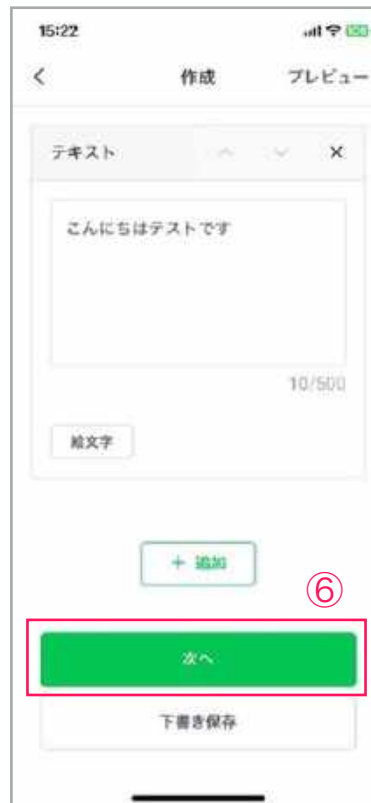 15:22
作成
プレビュー
テキスト
こんにちはテストです
10/500
絵文字
+ 追加
⑥
次へ
下書き保存